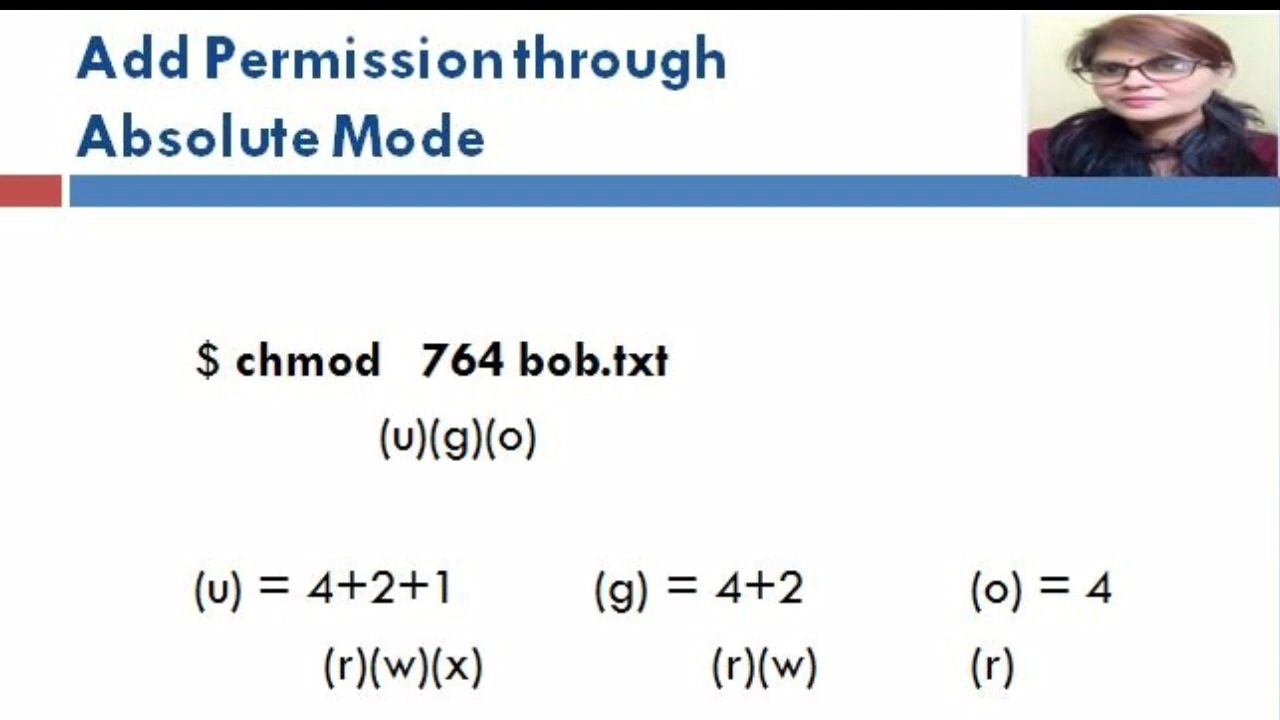 Add Permission through
Absolute Mode
$ chmod 764 bob.txt
(u)(g)(o)
(u) = 4+2+1 (g) = 4+2 (o) = 4
(r)(w)(x) (r)(w) (r)